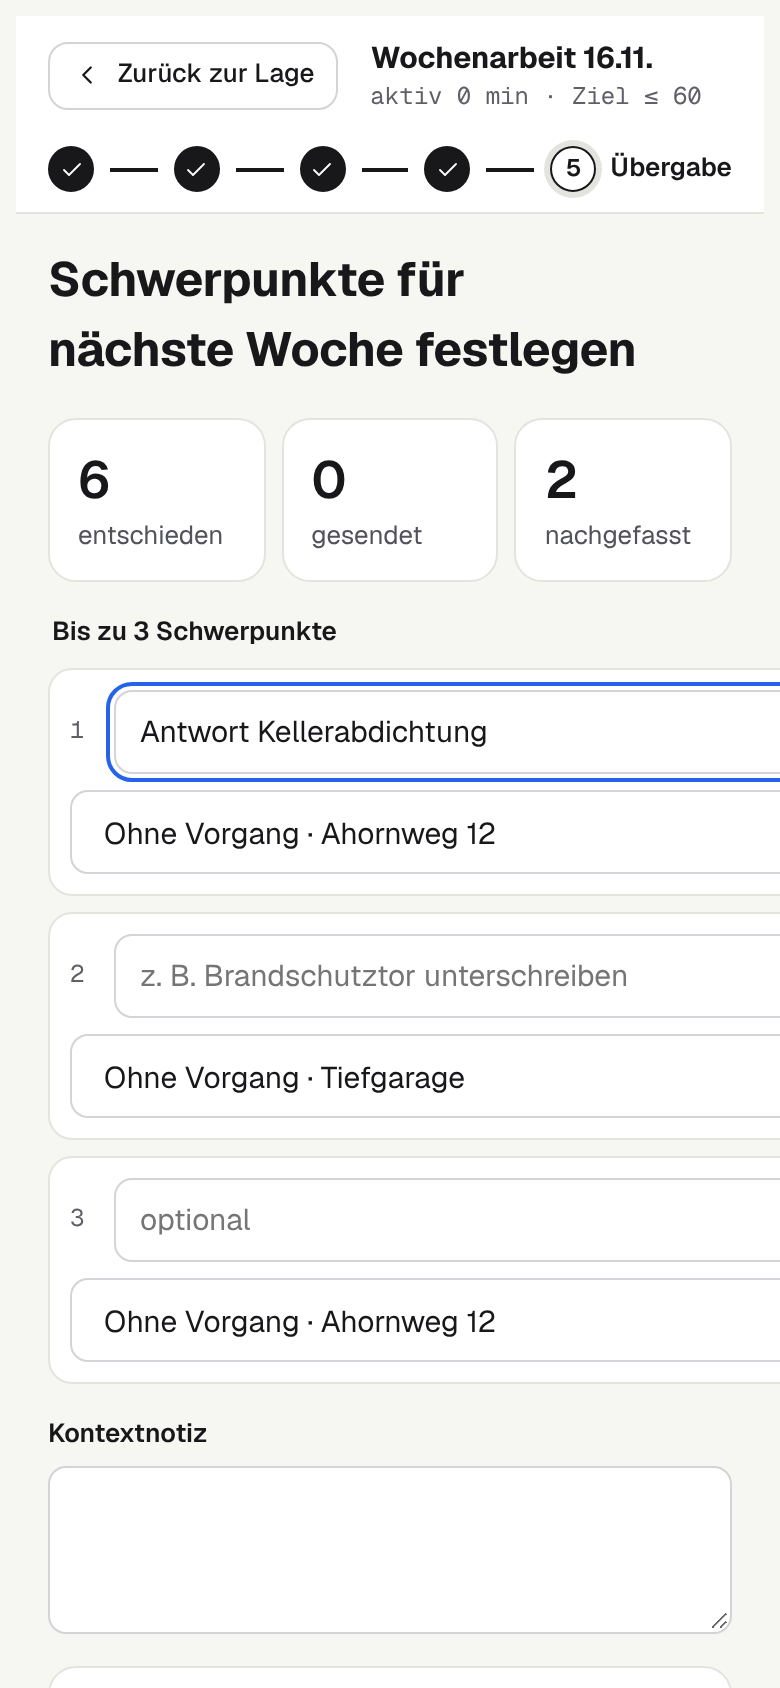 Zurück zur Lage
Wochenarbeit 16.11.
aktiv 0 min · Ziel ≤ 60
5 Übergabe
Schwerpunkte für
nächste Woche festlegen
6
entschieden
0
gesendet
2
nachgefasst
Bis zu 3 Schwerpunkte
1 Antwort Kellerabdichtung
Ohne Vorgang · Ahornweg 12
2 z. B. Brandschutztor unterschreiben
Ohne Vorgang · Tiefgarage
3 optional
Ohne Vorgang · Ahornweg 12
Kontextnotiz